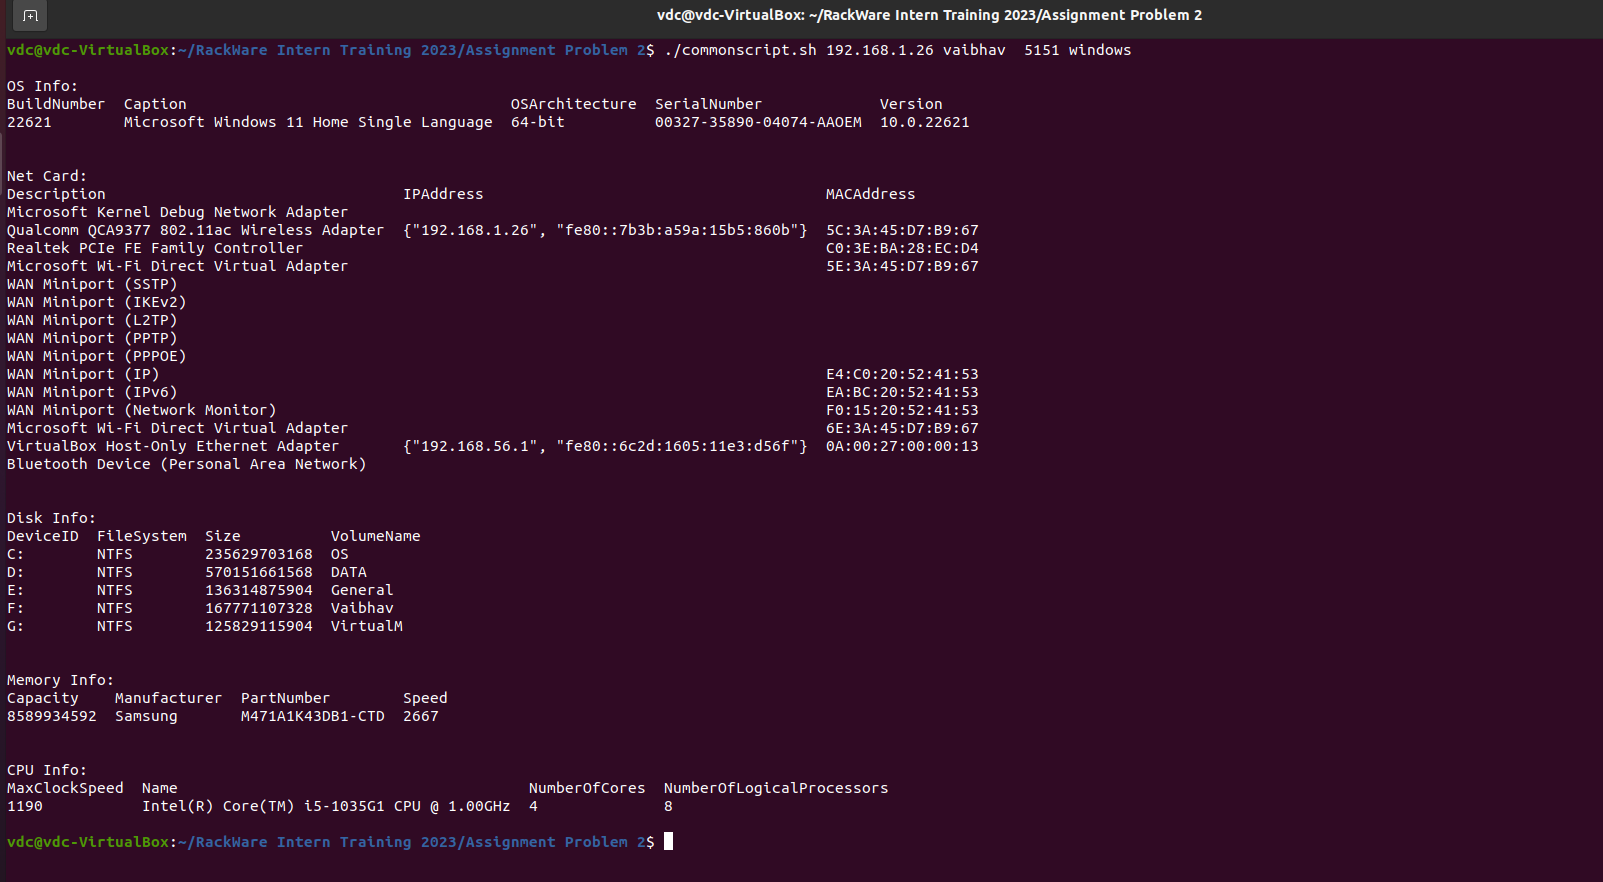 vdc@vdc-VirtualBox: ~/RackWare Intern Training 2023/Assignment Problem 2
vdc@vdc-VirtualBox:~/RackWare Intern Training 2023/Assignment Problem 2$ ./commonscript.sh 192.168.1.26 vaibhav  5151 windows
OS Info:
BuildNumber  Caption                                    OSArchitecture  SerialNumber             Version
22621        Microsoft Windows 11 Home Single Language  64-bit          00327-35890-04074-AAOEM  10.0.22621
Net Card:
Description                                 IPAddress                                      MACAddress
Microsoft Kernel Debug Network Adapter
Qualcomm QCA9377 802.11ac Wireless Adapter  {"192.168.1.26", "fe80::7b3b:a59a:15b5:860b"}  5C:3A:45:D7:B9:67
Realtek PCIe FE Family Controller                                                          C0:3E:BA:28:EC:D4
Microsoft Wi-Fi Direct Virtual Adapter                                                     5E:3A:45:D7:B9:67
WAN Miniport (SSTP)
WAN Miniport (IKEv2)
WAN Miniport (L2TP)
WAN Miniport (PPTP)
WAN Miniport (PPPOE)
WAN Miniport (IP)                                                                          E4:C0:20:52:41:53
WAN Miniport (IPv6)                                                                        EA:BC:20:52:41:53
WAN Miniport (Network Monitor)                                                             F0:15:20:52:41:53
Microsoft Wi-Fi Direct Virtual Adapter                                                     6E:3A:45:D7:B9:67
VirtualBox Host-Only Ethernet Adapter       {"192.168.56.1", "fe80::6c2d:1605:11e3:d56f"}  0A:00:27:00:00:13
Bluetooth Device (Personal Area Network)
Disk Info:
DeviceID  FileSystem  Size          VolumeName
C:        NTFS        235629703168  OS
D:        NTFS        570151661568  DATA
E:        NTFS        136314875904  General
F:        NTFS        167771107328  Vaibhav
G:        NTFS        125829115904  VirtualM
Memory Info:
Capacity    Manufacturer  PartNumber        Speed
8589934592  Samsung       M471A1K43DB1-CTD  2667
CPU Info:
MaxClockSpeed  Name                                       NumberOfCores  NumberOfLogicalProcessors
1190           Intel(R) Core(TM) i5-1035G1 CPU @ 1.00GHz  4              8
vdc@vdc-VirtualBox:~/RackWare Intern Training 2023/Assignment Problem 2$